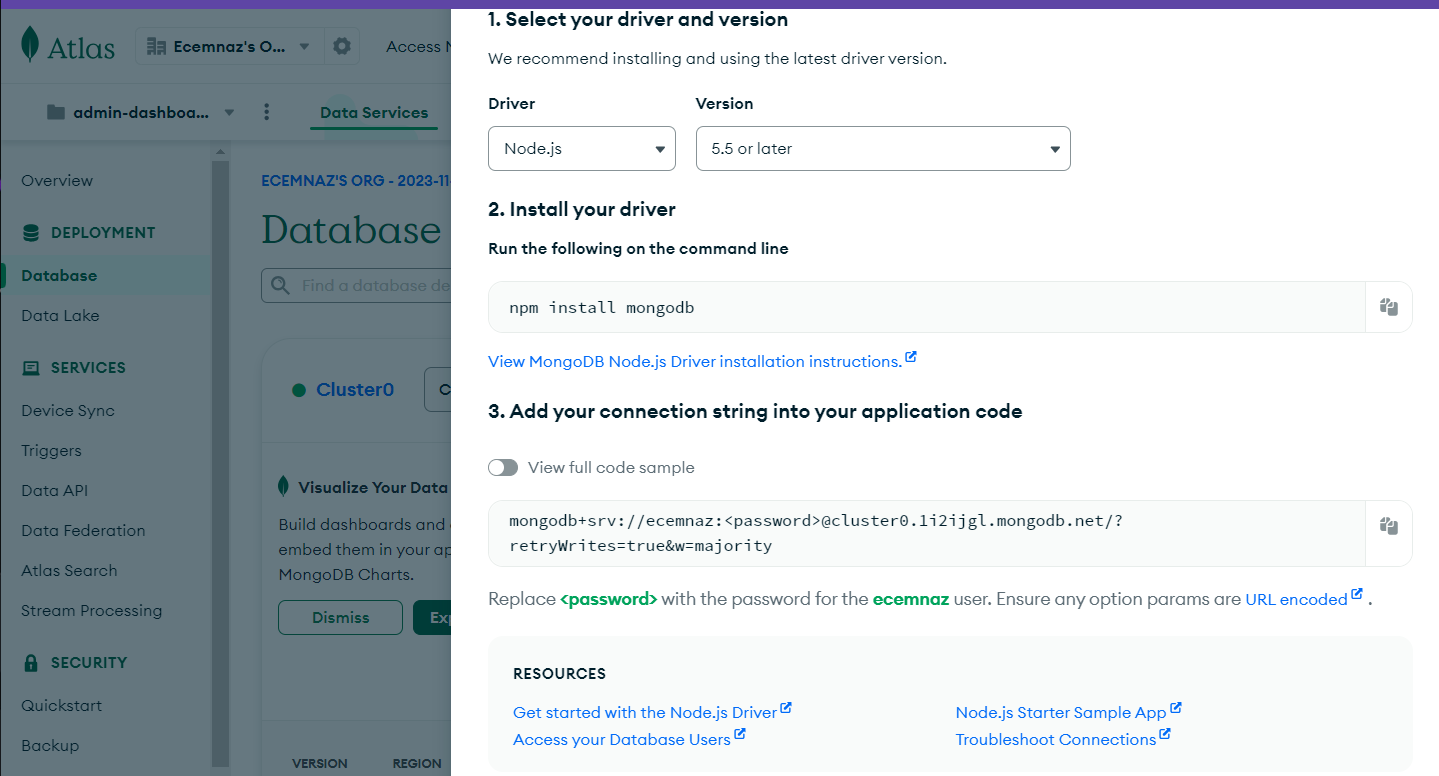 Atlas
Ecemnaz's O...
Access
admin-dashboa...
Data Services
Overview
DEPLOYMENT
Database
Data Lake
SERVICES
Device Sync
Triggers
Data API
Data Federation
Atlas Search
Stream Processing
SECURITY
Quickstart
Backup
ECEMNAZ'S ORG - 2023-11
Database
Find a database de
Cluster0
C
Visualize Your Data
Build dashboards and
embed them in your ap
MongoDB Charts.
Dismiss
Exp
VERSION
REGION
1. Select your driver and version
We recommend installing and using the latest driver version.
Driver
Version
Node.js
5.5 or later
2. Install your driver
Run the following on the command line
npm install mongodb
View MongoDB Node.js Driver installation instructions.
3. Add your connection string into your application code
View full code sample
mongodb+srv://ecemnaz:<password>@cluster0.1i2ijgl.mongodb.net/?
retryWrites=true&w=majority
Replace <password> with the password for the ecemnaz user. Ensure any option params are URL encoded .
RESOURCES
Get started with the Node.js Driver
Node.js Starter Sample App
Access your Database Users
Troubleshoot Connections